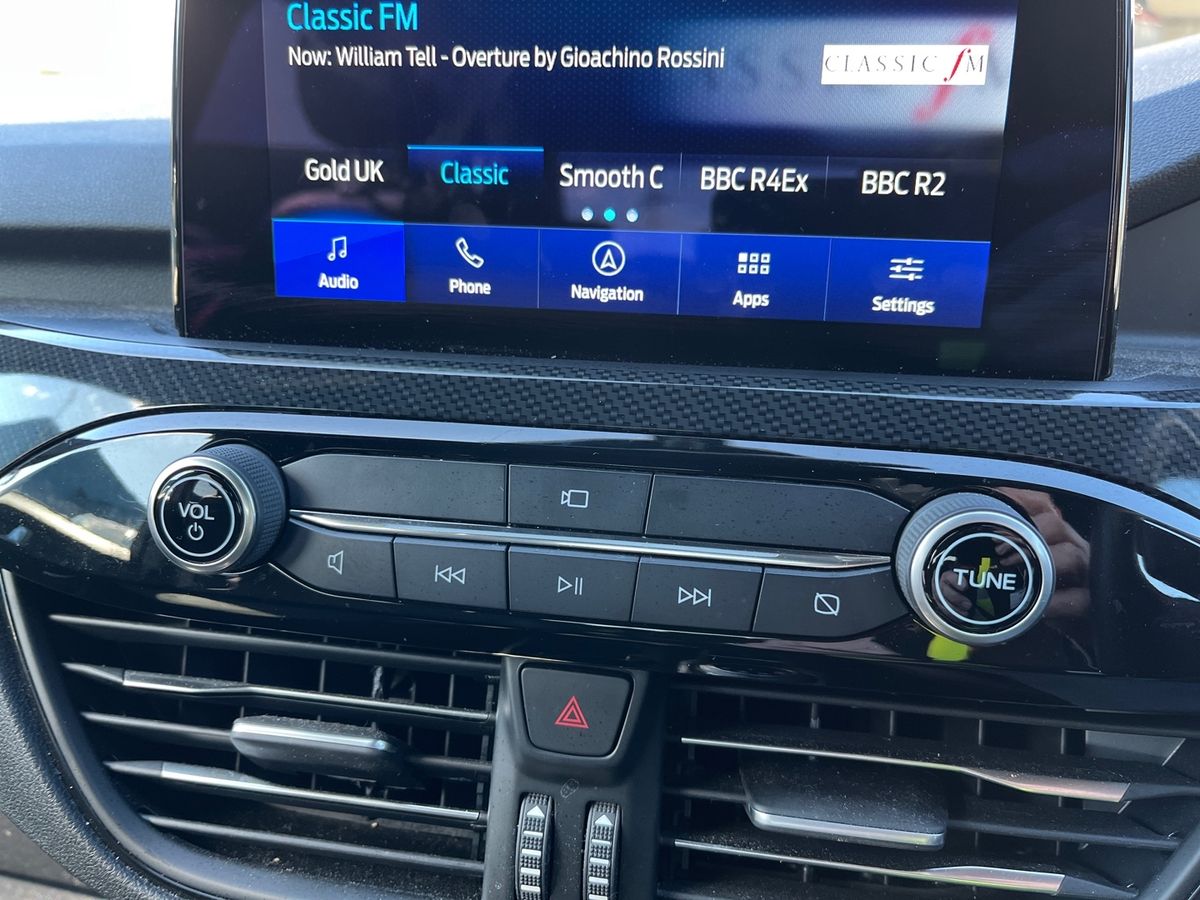 Classic FM
Now: William Tell - Overture by Gioachino Rossini
CLASSIC fM
Gold UK
Classic
Smooth C
BBC R4Ex
BBC R2
Audio
Phone
Navigation
Apps
Settings
VOL
TUNE